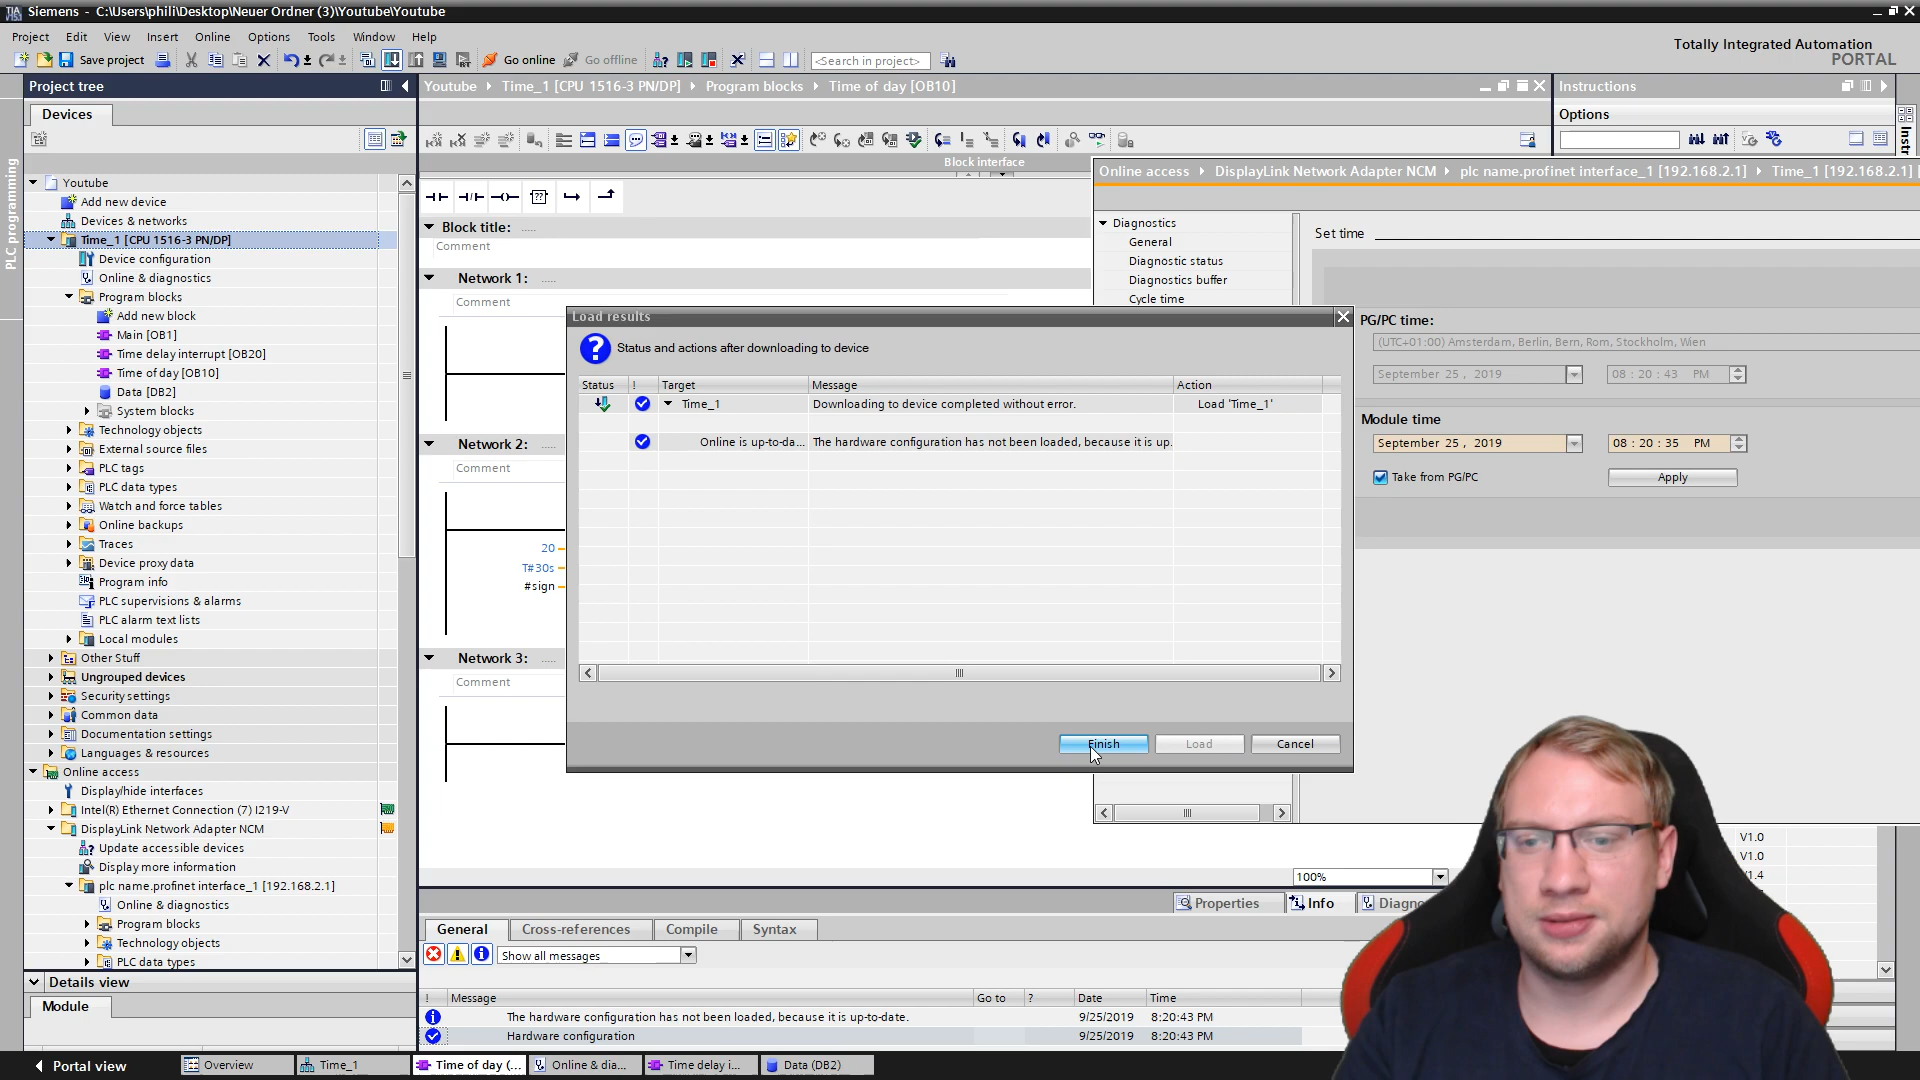 Siemens - C:\Users\phili\Desktop\Neuer Ordner (3)\Youtube\Youtube
Project Edit View Insert Online Options Tools Window Help
Totally Integrated Automation
PORTAL
Save project
Go online
Go offline
<Search in project>
Project tree
Youtube Time_1 [CPU 1516-3 PN/DP] Program blocks Time of day [OB10]
Instructions
Devices
Options
PLC programming
Instr
Block interface
Online access DisplayLink Network Adapter NCM plc name.profinet interface_1 [192.168.2.1] Time_1 [192.168.2.1] [
Youtube
Add new device
Devices & networks
Time_1 [CPU 1516-3 PN/DP]
Device configuration
Online & diagnostics
Program blocks
Add new block
Main [OB1]
Time delay interrupt [OB20]
Time of day [OB10]
Data [DB2]
System blocks
Technology objects
External source files
PLC tags
PLC data types
Watch and force tables
Online backups
Traces
Device proxy data
Program info
PLC supervisions & alarms
PLC alarm text lists
Local modules
Other Stuff
Ungrouped devices
Security settings
Common data
Documentation settings
Languages & resources
Online access
Display/hide interfaces
Intel(R) Ethernet Connection (7) I219-V
DisplayLink Network Adapter NCM
Update accessible devices
Display more information
plc name.profinet interface_1 [192.168.2.1]
Online & diagnostics
Program blocks
Technology objects
PLC data types
Details view
Module
??
Block title: .....
Comment
Network 1: .....
Comment
Network 2: .....
Comment
20
T#30s
#sign
Network 3: .....
Comment
Diagnostics
General
Diagnostic status
Diagnostics buffer
Cycle time
Set time
PG/PC time:
(UTC+01:00) Amsterdam, Berlin, Bern, Rom, Stockholm, Wien
September 25 , 2019
08 : 20 : 43 PM
Module time
September 25 , 2019
08 : 20 : 35 PM
Take from PG/PC
Apply
Load results
Status and actions after downloading to device
Status ! Target Message Action
Time_1 Downloading to device completed without error. Load 'Time_1'
Online is up-to-da... The hardware configuration has not been loaded, because it is up.
Finish Load Cancel
V1.0
V1.0
V1.4
100%
Properties Info Diagno
General Cross-references Compile Syntax
Show all messages
! Message Go to ? Date Time
The hardware configuration has not been loaded, because it is up-to-date. 9/25/2019 8:20:43 PM
Hardware configuration 9/25/2019 8:20:43 PM
Portal view Overview Time_1 Time of day (... Online & dia... Time delay i... Data (DB2)